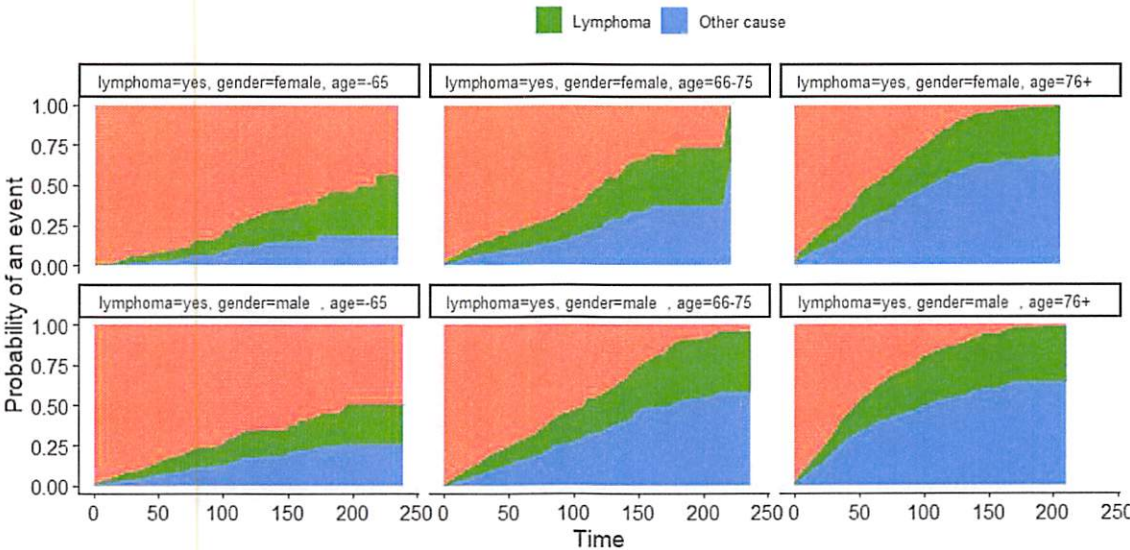 Lymphoma Other cause
lymphoma=yes, gender=female, age=-65 lymphoma=yes, gender=female, age=66-75 lymphoma=yes, gender=female, age=76+
1.00
0.75
0.50
0.25
0.00
lymphoma=yes, gender=male , age=-65 lymphoma=yes, gender=male , age=66-75 lymphoma=yes, gender=male , age=76+
1.00
0.75
0.50
0.25
0.00
Probability of an event
0 50 100 150 200 250 0 50 100 150 200 250 0 50 100 150 200 250
Time